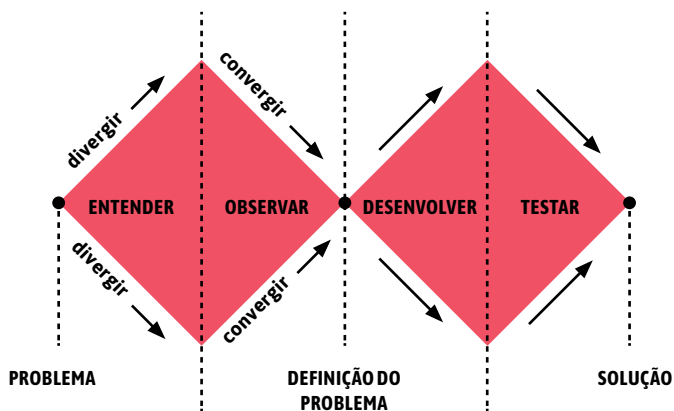 divergir
convergir
ENTENDER
OBSERVAR
DESENVOLVER
TESTAR
divergir
convergir
PROBLEMA
DEFINIÇÃO DO
PROBLEMA
SOLUÇÃO